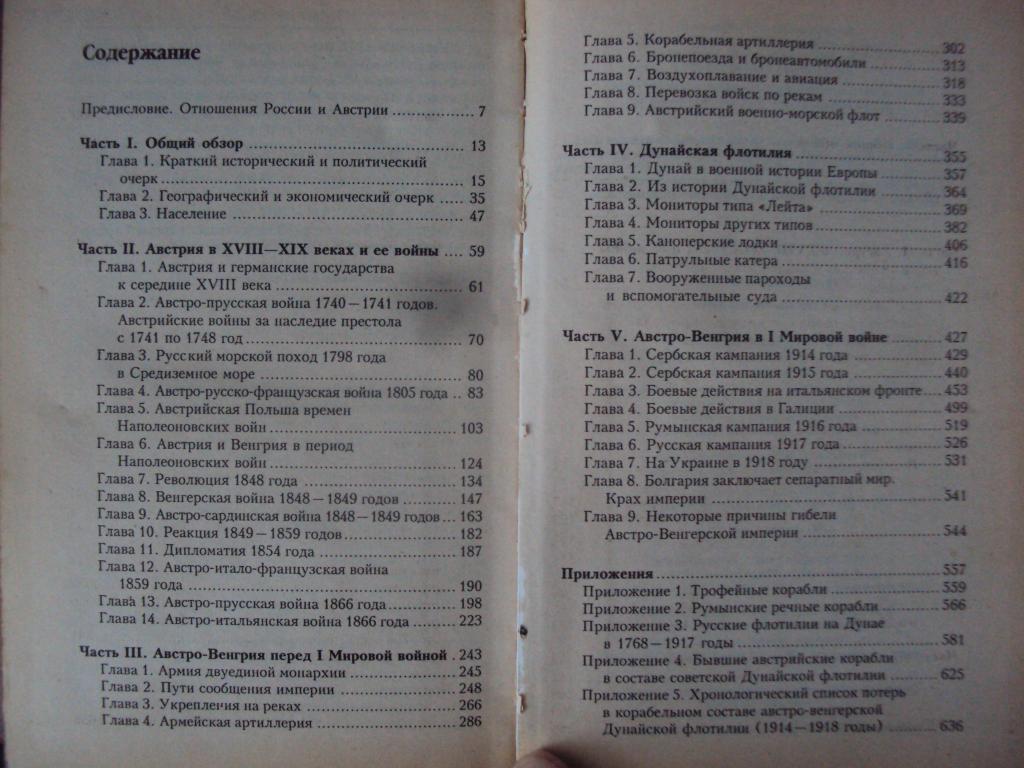 Содержание
Предисловие. Отношения России и Австрии ............... 7
Часть I. Общий обзор ............... 13
Глава 1. Краткий исторический и политический
очерк ............... 15
Глава 2. Географический и экономический очерк ..... 35
Глава 3. Население ............... 47
Часть II. Австрия в XVIII—XIX веках и ее войны .... 59
Глава 1. Австрия и германские государства
к середине XVIII века ............... 61
Глава 2. Австро-прусская война 1740—1741 годов.
Австрийские войны за наследие престола
с 1741 по 1748 год ............... 70
Глава 3. Русский морской поход 1798 года
в Средиземное море ............... 80
Глава 4. Австро-русско-французская война 1805 года .. 83
Глава 5. Австрийская Польша времен
Наполеоновских войн ............... 103
Глава 6. Австрия и Венгрия в период
Наполеоновских войн ............... 124
Глава 7. Революция 1848 года ............... 134
Глава 8. Венгерская война 1848—1849 годов ............... 147
Глава 9. Австро-сардинская война 1848—1849 годов ... 163
Глава 10. Реакция 1849—1859 годов ............... 182
Глава 11. Дипломатия 1854 года ............... 187
Глава 12. Австро-итало-французская война
1859 года ............... 190
Глава 13. Австро-прусская война 1866 года ............... 198
Глава 14. Австро-итальянская война 1866 года ............... 223
Часть III. Австро-Венгрия перед I Мировой войной . 243
Глава 1. Армия двуединой монархии ............... 245
Глава 2. Пути сообщения империи ............... 248
Глава 3. Укрепления на реках ............... 266
Глава 4. Армейская артиллерия ............... 286
Глава 5. Корабельная артиллерия ............... 302
Глава 6. Бронепоезда и бронеавтомобили ............... 313
Глава 7. Воздухоплавание и авиация ............... 318
Глава 8. Перевозка войск по рекам ............... 333
Глава 9. Австрийский военно-морской флот ............... 339
Часть IV. Дунайская флотилия ............... 355
Глава 1. Дунай в военной истории Европы ............... 357
Глава 2. Из истории Дунайской флотилии ............... 364
Глава 3. Мониторы типа «Лейта» ............... 369
Глава 4. Мониторы других типов ............... 382
Глава 5. Канонерские лодки ............... 406
Глава 6. Патрульные катера ............... 416
Глава 7. Вооруженные пароходы
и вспомогательные суда ............... 422
Часть V. Австро-Венгрия в I Мировой войне ............... 427
Глава 1. Сербская кампания 1914 года ............... 429
Глава 2. Сербская кампания 1915 года ............... 440
Глава 3. Боевые действия на итальянском фронте .... 453
Глава 4. Боевые действия в Галиции ............... 499
Глава 5. Румынская кампания 1916 года ............... 519
Глава 6. Русская кампания 1917 года ............... 526
Глава 7. На Украине в 1918 году ............... 531
Глава 8. Болгария заключает сепаратный мир.
Крах империи ............... 541
Глава 9. Некоторые причины гибели
Австро-Венгерской империи ............... 544
Приложения ............... 557
Приложение 1. Трофейные корабли ............... 559
Приложение 2. Румынские речные корабли ............... 566
Приложение 3. Русские флотилии на Дунае
в 1768—1917 годы ............... 581
Приложение 4. Бывшие австрийские корабли
в составе советской Дунайской флотилии ............... 625
Приложение 5. Хронологический список потерь
в корабельном составе австро-венгерской
Дунайской флотилии (1914—1918 годы) ............... 636